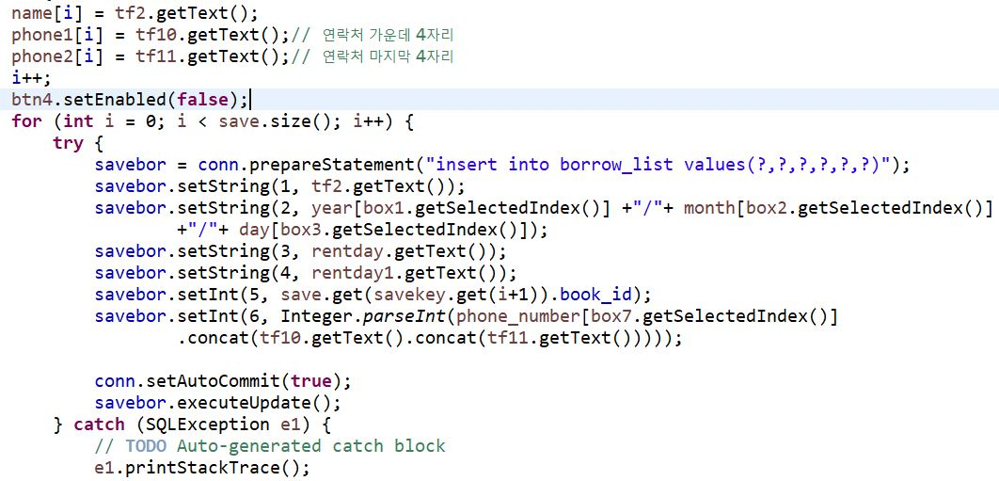 name[i] = tf2.getText();
phone1[i] = tf10.getText();// 연락처 가운데 4자리
phone2[i] = tf11.getText();// 연락처 마지막 4자리
i++;
btn4.setEnabled(false);
for (int i = 0; i < save.size(); i++) {
    try {
        savebor = conn.prepareStatement("insert into borrow_list values(?,?,?,?,?,?)");
        savebor.setString(1, tf2.getText());
        savebor.setString(2, year[box1.getSelectedIndex()] +"/"+ month[box2.getSelectedIndex()]
                +"/"+ day[box3.getSelectedIndex()]);
        savebor.setString(3, rentday.getText());
        savebor.setString(4, rentday1.getText());
        savebor.setInt(5, save.get(savekey.get(i+1)).book_id);
        savebor.setInt(6, Integer.parseInt(phone_number[box7.getSelectedIndex()]
                .concat(tf10.getText().concat(tf11.getText()))));

        conn.setAutoCommit(true);
        savebor.executeUpdate();
    } catch (SQLException e1) {
        // TODO Auto-generated catch block
        e1.printStackTrace();